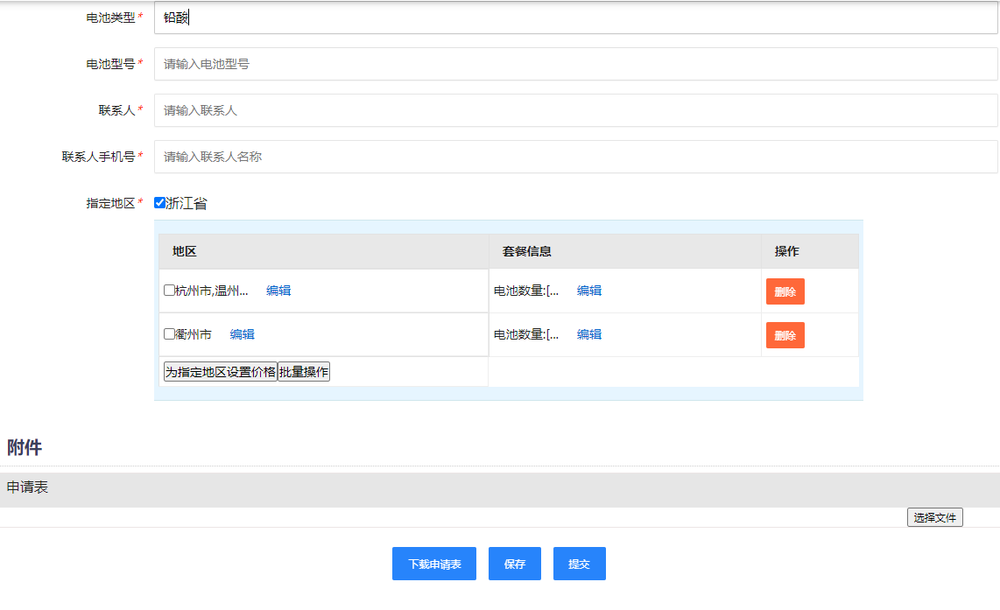 电池类型* 铅酸
电池型号* 请输入电池型号
联系人* 请输入联系人
联系人手机号* 请输入联系人名称
指定地区* 浙江省
地区 套餐信息 操作
杭州市,温州... 编辑 电池数量:[... 编辑 删除
衢州市 编辑 电池数量:[... 编辑 删除
为指定地区设置价格 批量操作
附件
申请表
选择文件
下载申请表 保存 提交